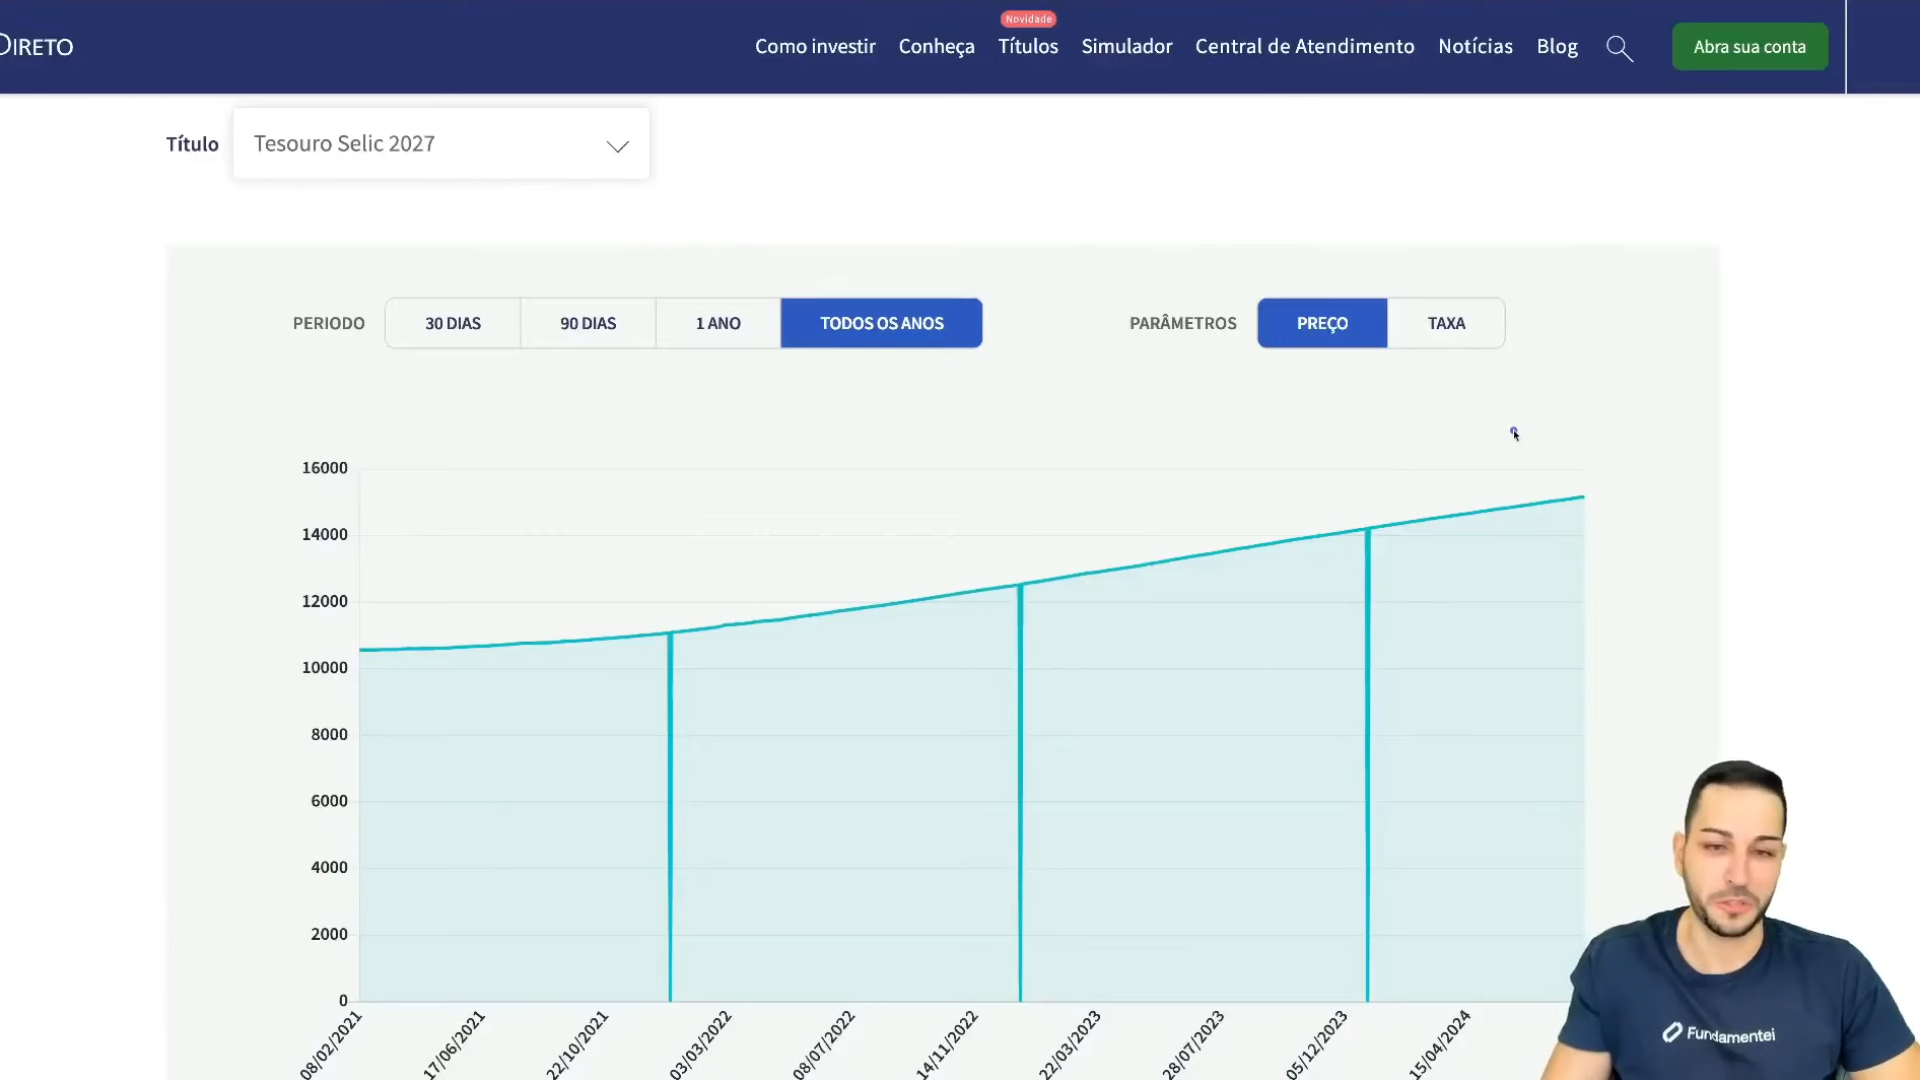 DIRETO
Novidade
Como investir Conheça Títulos Simulador Central de Atendimento Notícias Blog Abra sua conta
Título Tesouro Selic 2027
PERIODO 30 DIAS 90 DIAS 1 ANO TODOS OS ANOS PARÂMETROS PREÇO TAXA
16000
14000
12000
10000
8000
6000
4000
2000
0
08/02/2021 17/06/2021 22/10/2021 03/03/2022 08/07/2022 14/11/2022 22/03/2023 28/07/2023 05/12/2023 15/04/2024
Fundamentei